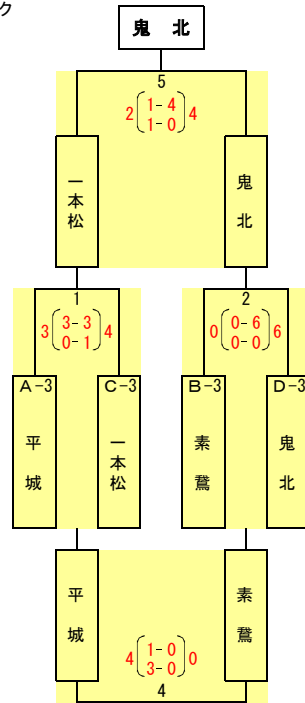 ク
鬼 北
5
2 1-4 4
1-0
一本松
鬼北
1
3 3-3 4
0-1
2
0 0-6 6
0-0
A-3
平城
C-3
一本松
B-3
素鵞
D-3
鬼北
平城
素鵞
4 1-0 0
3-0
4